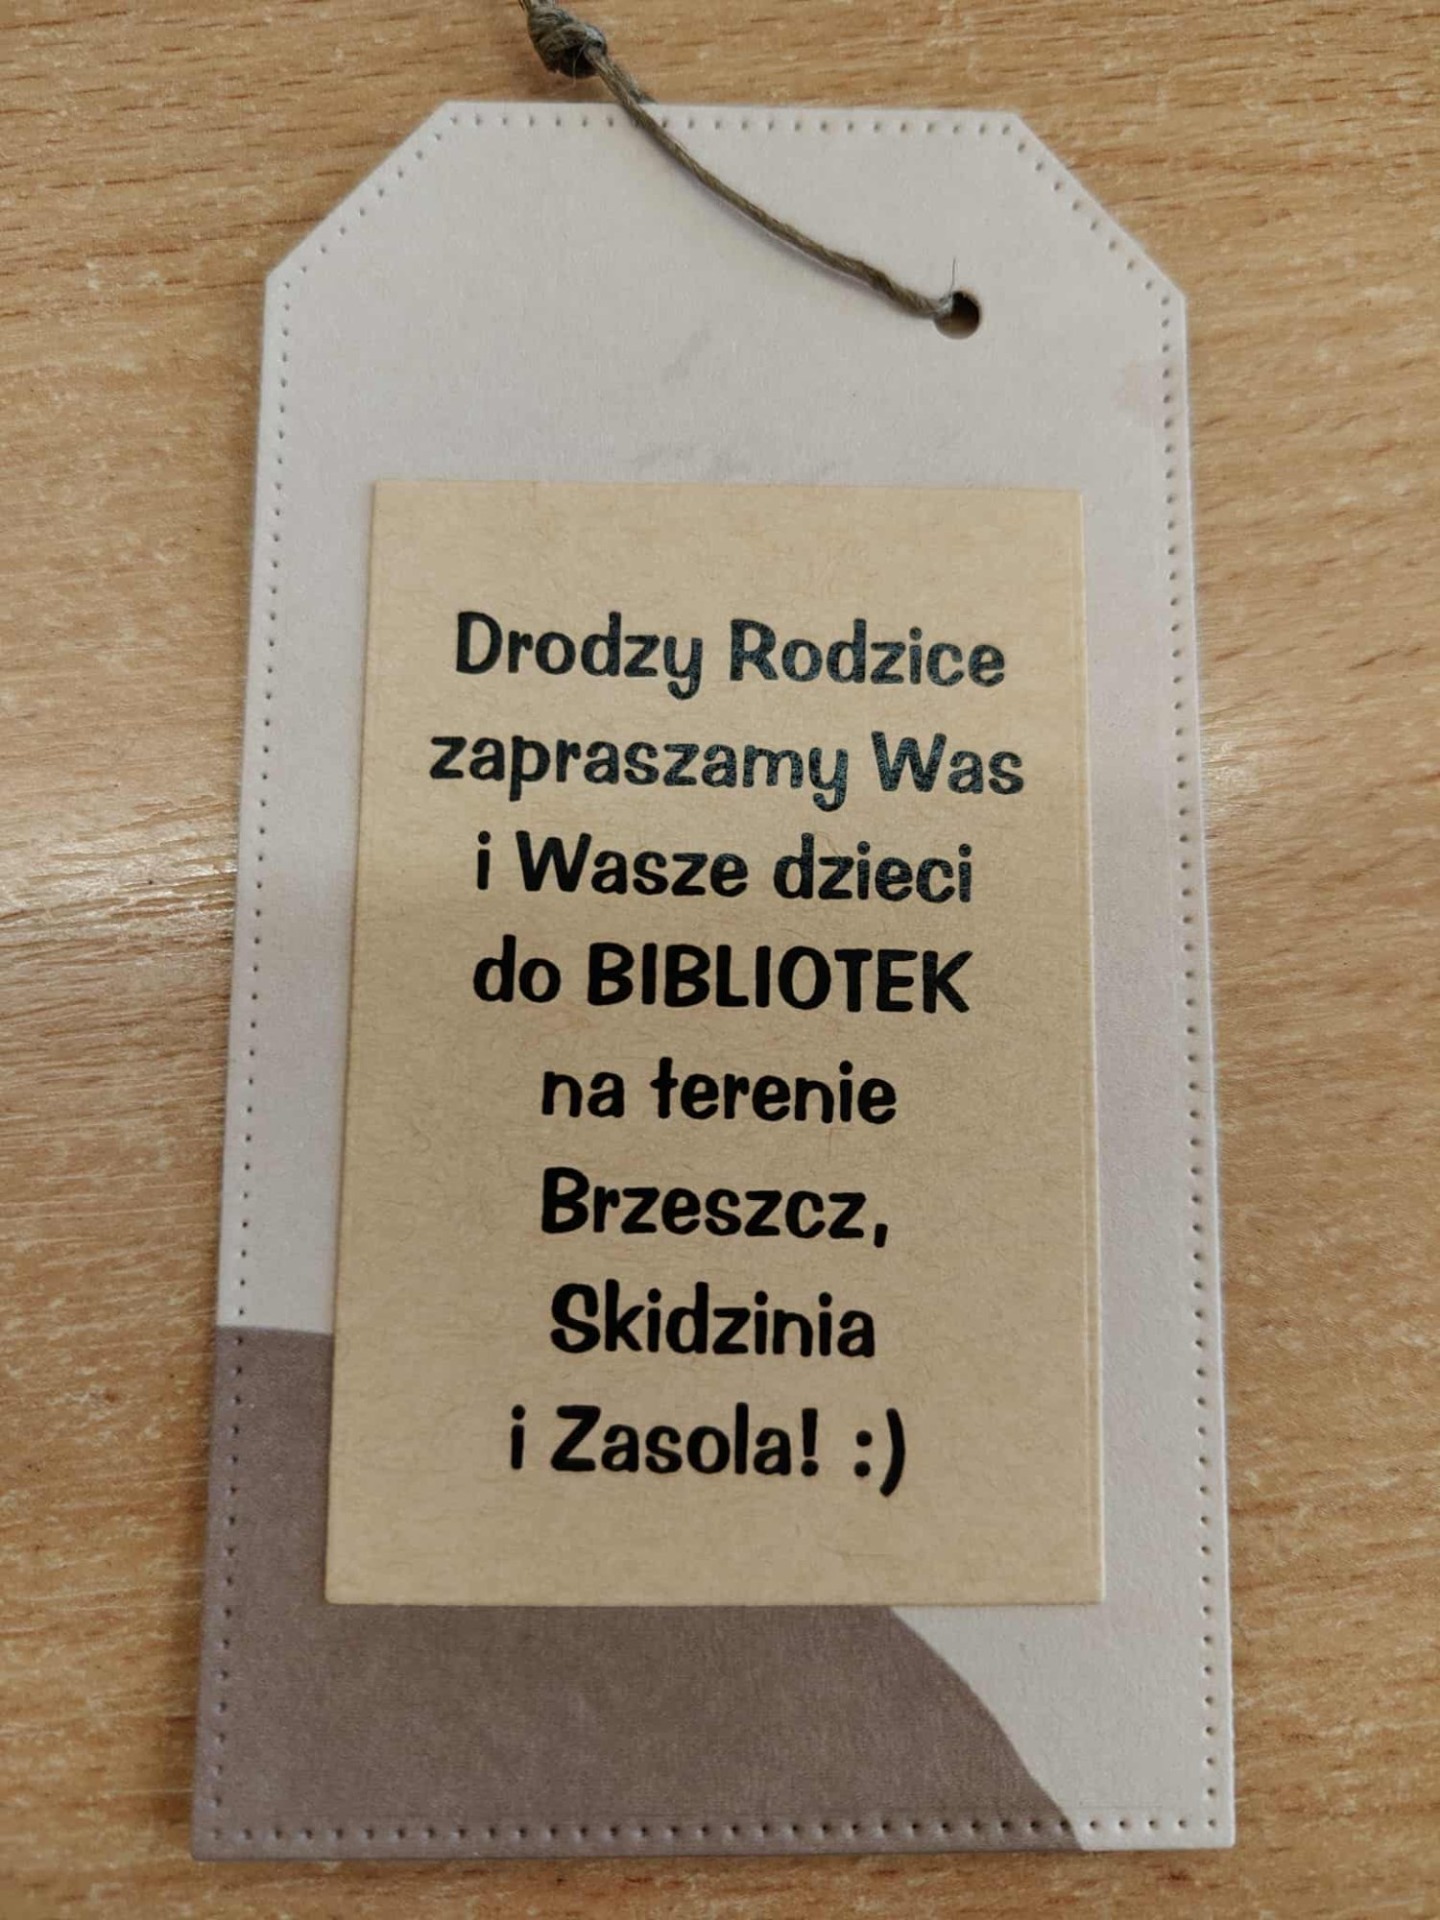 Drodzy Rodzice
zapraszamy Was
i Wasze dzieci
do BIBLIOTEK
na terenie
Brzeszcz,
Skidzinia
i Zasola! :)